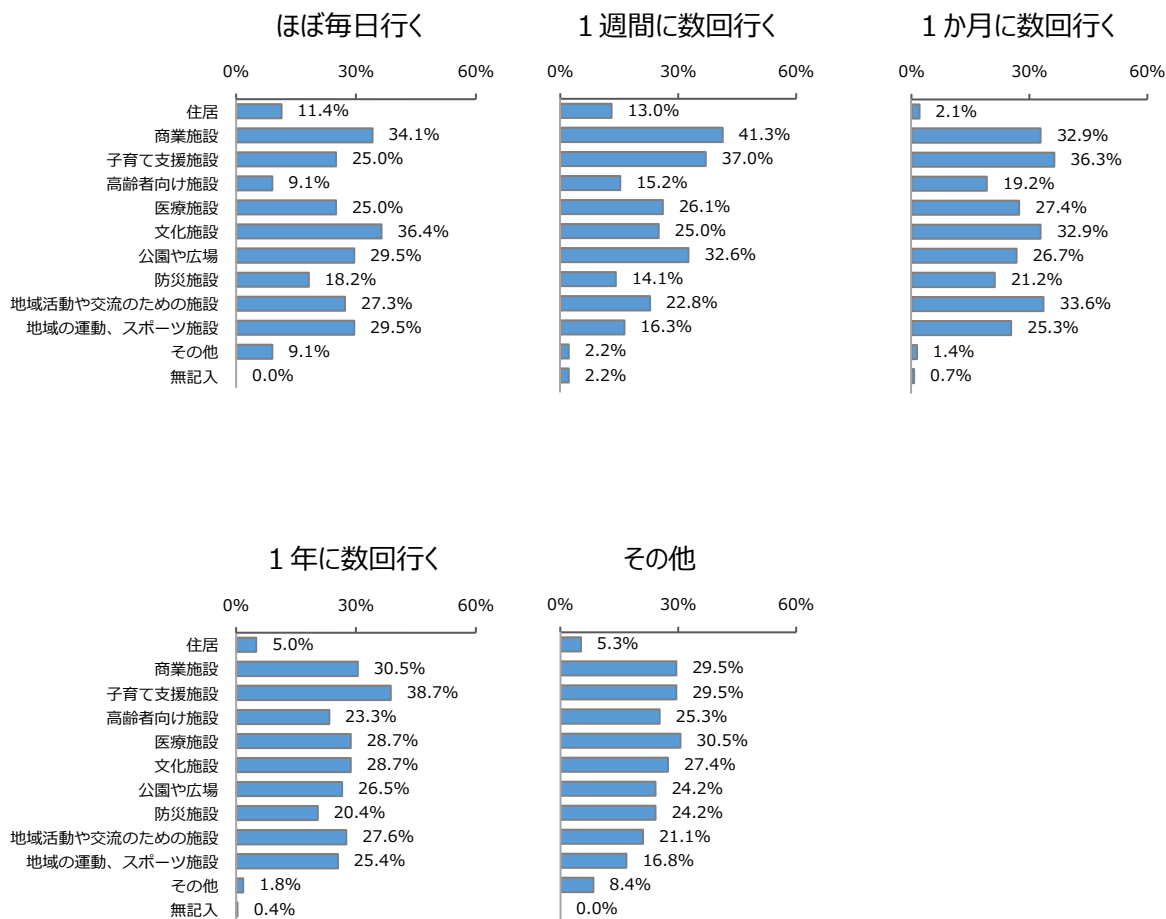 ほぼ毎日行く
1週間に数回行く
1か月に数回行く
0% 30% 60%
0% 30% 60%
0% 30% 60%
住居 11.4% 13.0% 2.1%
商業施設 34.1% 41.3% 32.9%
子育て支援施設 25.0% 37.0% 36.3%
高齢者向け施設 9.1% 15.2% 19.2%
医療施設 25.0% 26.1% 27.4%
文化施設 36.4% 25.0% 32.9%
公園や広場 29.5% 32.6% 26.7%
防災施設 18.2% 14.1% 21.2%
地域活動や交流のための施設 27.3% 22.8% 33.6%
地域の運動、スポーツ施設 29.5% 16.3% 25.3%
その他 9.1% 2.2% 1.4%
無記入 0.0% 2.2% 0.7%
1年に数回行く
その他
0% 30% 60%
0% 30% 60%
住居 5.0% 5.3%
商業施設 30.5% 29.5%
子育て支援施設 38.7% 29.5%
高齢者向け施設 23.3% 25.3%
医療施設 28.7% 30.5%
文化施設 28.7% 27.4%
公園や広場 26.5% 24.2%
防災施設 20.4% 24.2%
地域活動や交流のための施設 27.6% 21.1%
地域の運動、スポーツ施設 25.4% 16.8%
その他 1.8% 8.4%
無記入 0.4% 0.0%